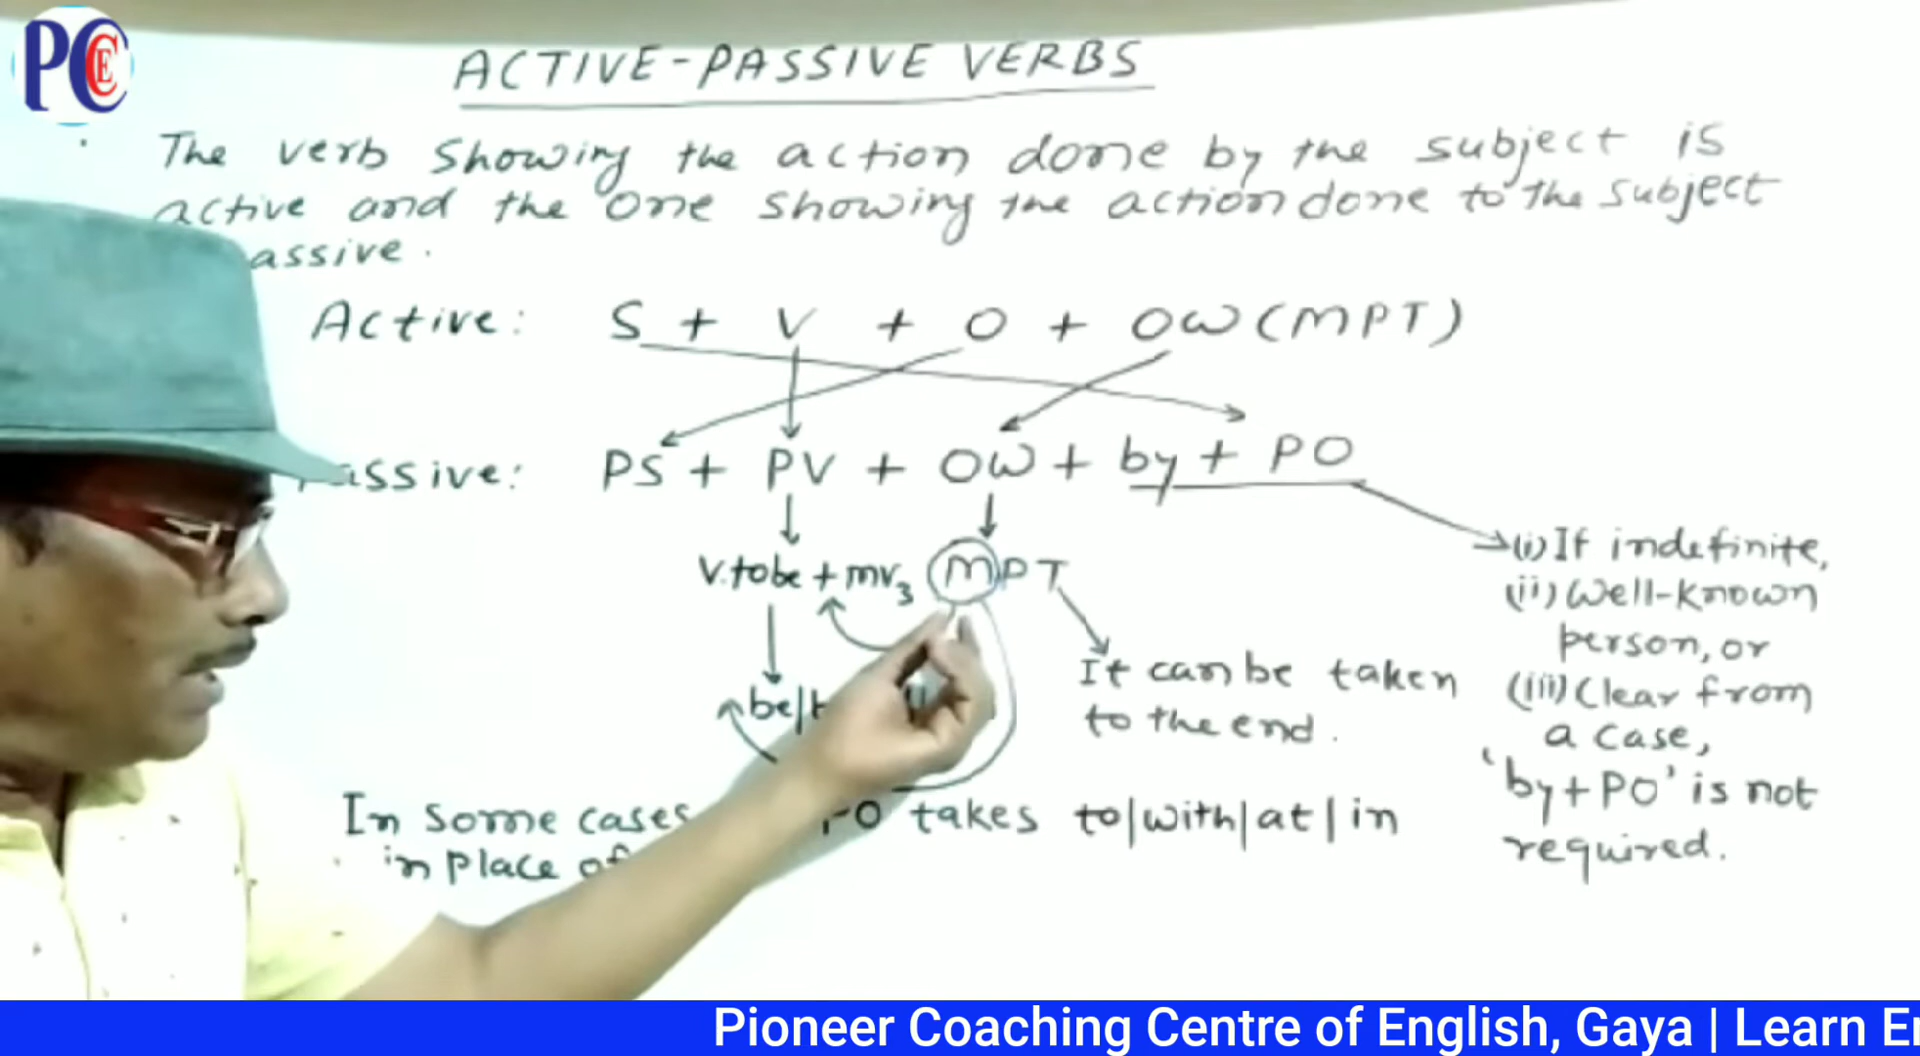 PCCE
ACTIVE-PASSIVE VERBS
The verb showing the action done by the subject is
active and the one showing the action done to the subject
assive.
Active: S + V + O + OW (MPT)
assive: PS + PV + OW + by + PO
V.tobe + mv3 MPT
It can be taken
to the end.
(i) If indefinite,
(ii) Well-known
person, or
(iii) Clear from
a case,
'by + PO' is not
required.
be/
In some cases PO takes to/with/at/in
in place of
Pioneer Coaching Centre of English, Gaya | Learn En